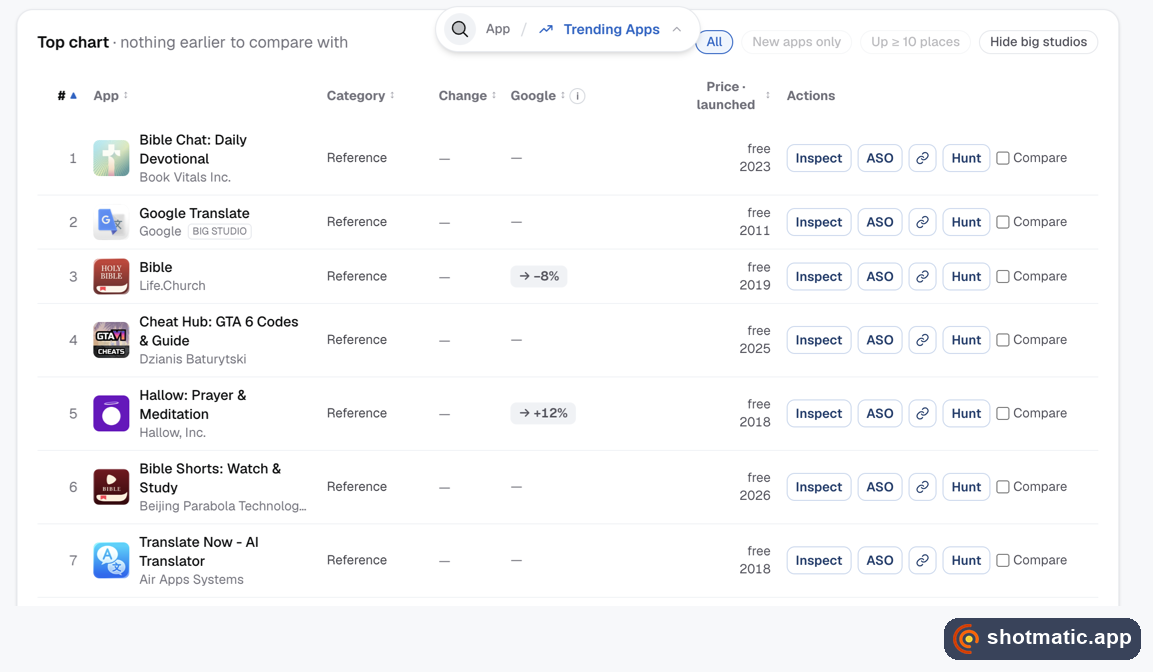 Top chart · nothing earlier to compare with
App / Trending Apps
All New apps only Up ≥ 10 places Hide big studios
# App Category Change Google i Price · launched Actions
1 Bible Chat: Daily Devotional
Book Vitals Inc.
Reference — — free 2023 Inspect ASO Hunt Compare
2 Google Translate
Google BIG STUDIO
Reference — — free 2011 Inspect ASO Hunt Compare
HOLY BIBLE
3 Bible
Life.Church
Reference — → −8% free 2019 Inspect ASO Hunt Compare
GTAVI CHEATS
4 Cheat Hub: GTA 6 Codes & Guide
Dzianis Baturytski
Reference — — free 2025 Inspect ASO Hunt Compare
5 Hallow: Prayer & Meditation
Hallow, Inc.
Reference — → +12% free 2018 Inspect ASO Hunt Compare
BIBLE
6 Bible Shorts: Watch & Study
Beijing Parabola Technolog...
Reference — — free 2026 Inspect ASO Hunt Compare
A 文
7 Translate Now - AI Translator
Air Apps Systems
Reference — — free 2018 Inspect ASO Hunt Compare
shotmatic.app